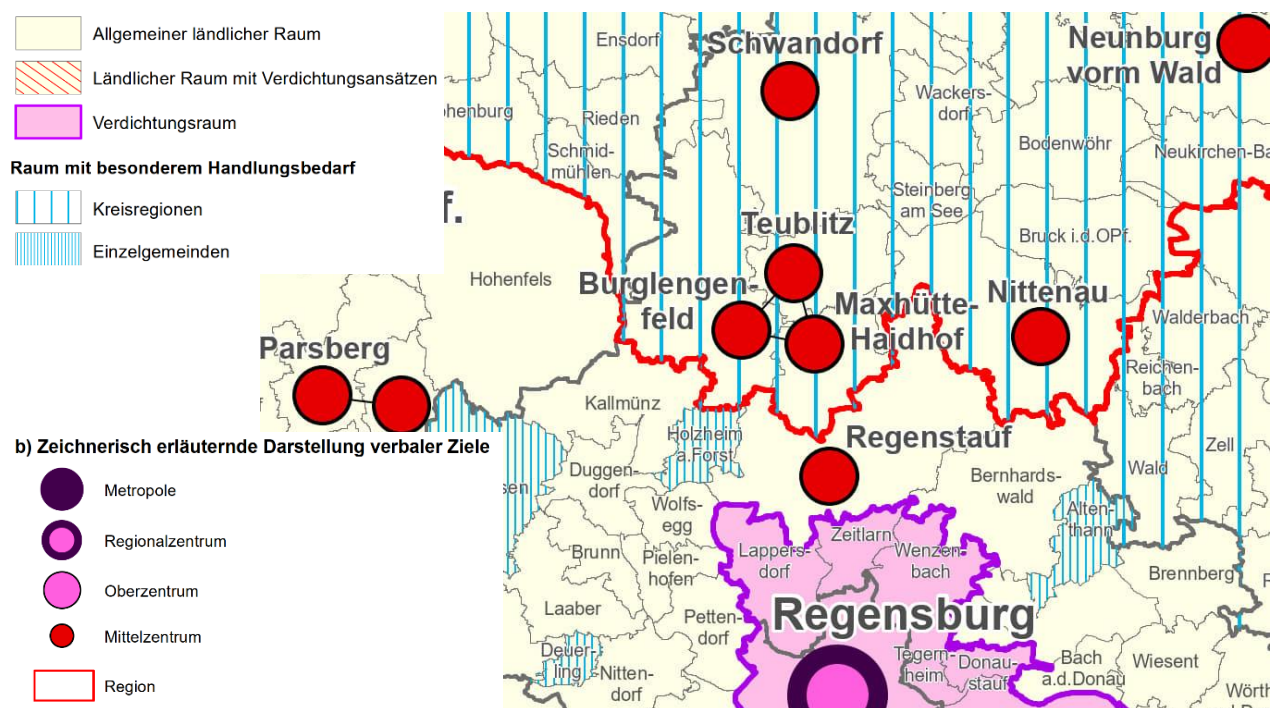 Allgemeiner ländlicher Raum
Ländlicher Raum mit Verdichtungsansätzen
Verdichtungsraum
Raum mit besonderem Handlungsbedarf
Kreisregionen
Einzelgemeinden
b) Zeichnerisch erläuternde Darstellung verbaler Ziele
Metropole
Regionalzentrum
Oberzentrum
Mittelzentrum
Region
Ensdorf
Schwandorf
Neunburg
vorm Wald
Wackers-
dorf
Rieden
Schmid-
mühlen
Bodenwöhr
Neukirchen-Ba
Steinberg
am See
f.
Teublitz
Bruck i.d.OPf.
Hohenfels
Burglengen-
feld
Maxhütte-
Haidhof
Nittenau
Walderbach
Parsberg
Reichen-
bach
Kallmünz
Holzheim
a.Forst
Regenstauf
Zell
Duggen-
dorf
Bernhards-
wald
Wald
Wolfs-
egg
Alten-
thann
Zeitlarn
Brunn
Lappers-
dorf
Wenzen-
bach
Pielen-
hofen
Brennberg
Laaber
Petten-
dorf
Regensburg
Deuer-
ling
Nitten-
dorf
Tegern-
heim
Donau-
stauf
Bach
a.d.Donau
Wiesent
Wörth